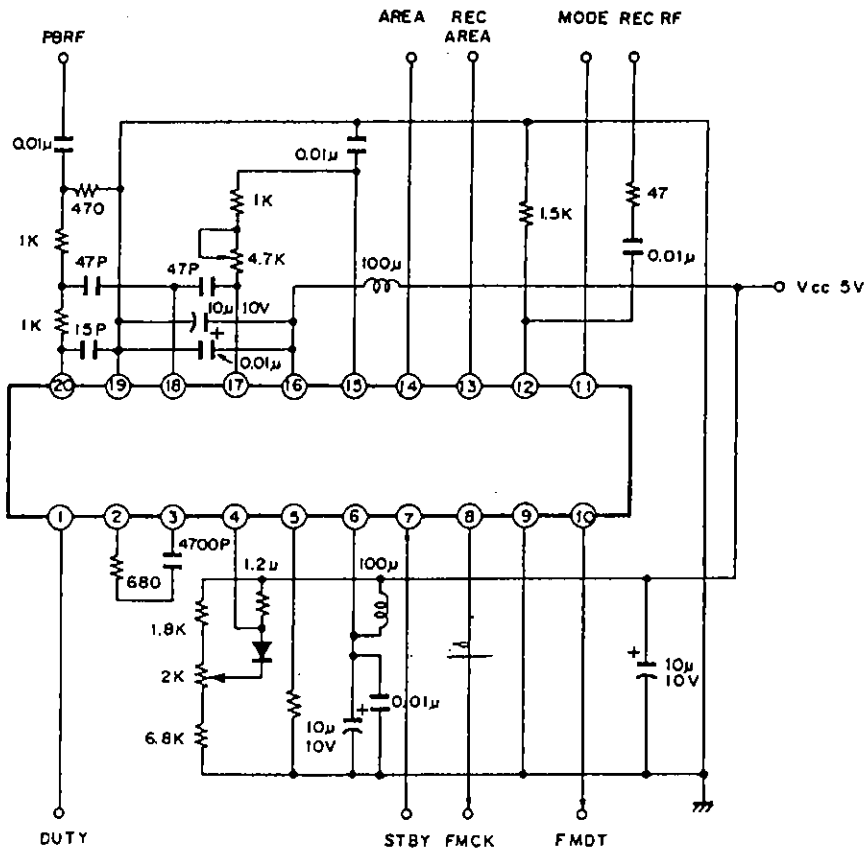 AREA REC AREA MODE REC RF
PBRF
0.01μ
0.01μ
470
1K
1.5K
47
1K
47P
47P
4.7K
100μ
0.01μ
Vcc 5V
10μ 10V
+
1K
15P
0.01μ
20 19 18 17 16 15 14 13 12 11
1 2 3 4 5 6 7 8 9 10
4700P
680
1.2μ
100μ
1.8K
2K
6.8K
10μ 10V
+
0.01μ
+
10μ 10V
DUTY STBY FMCK FMDT